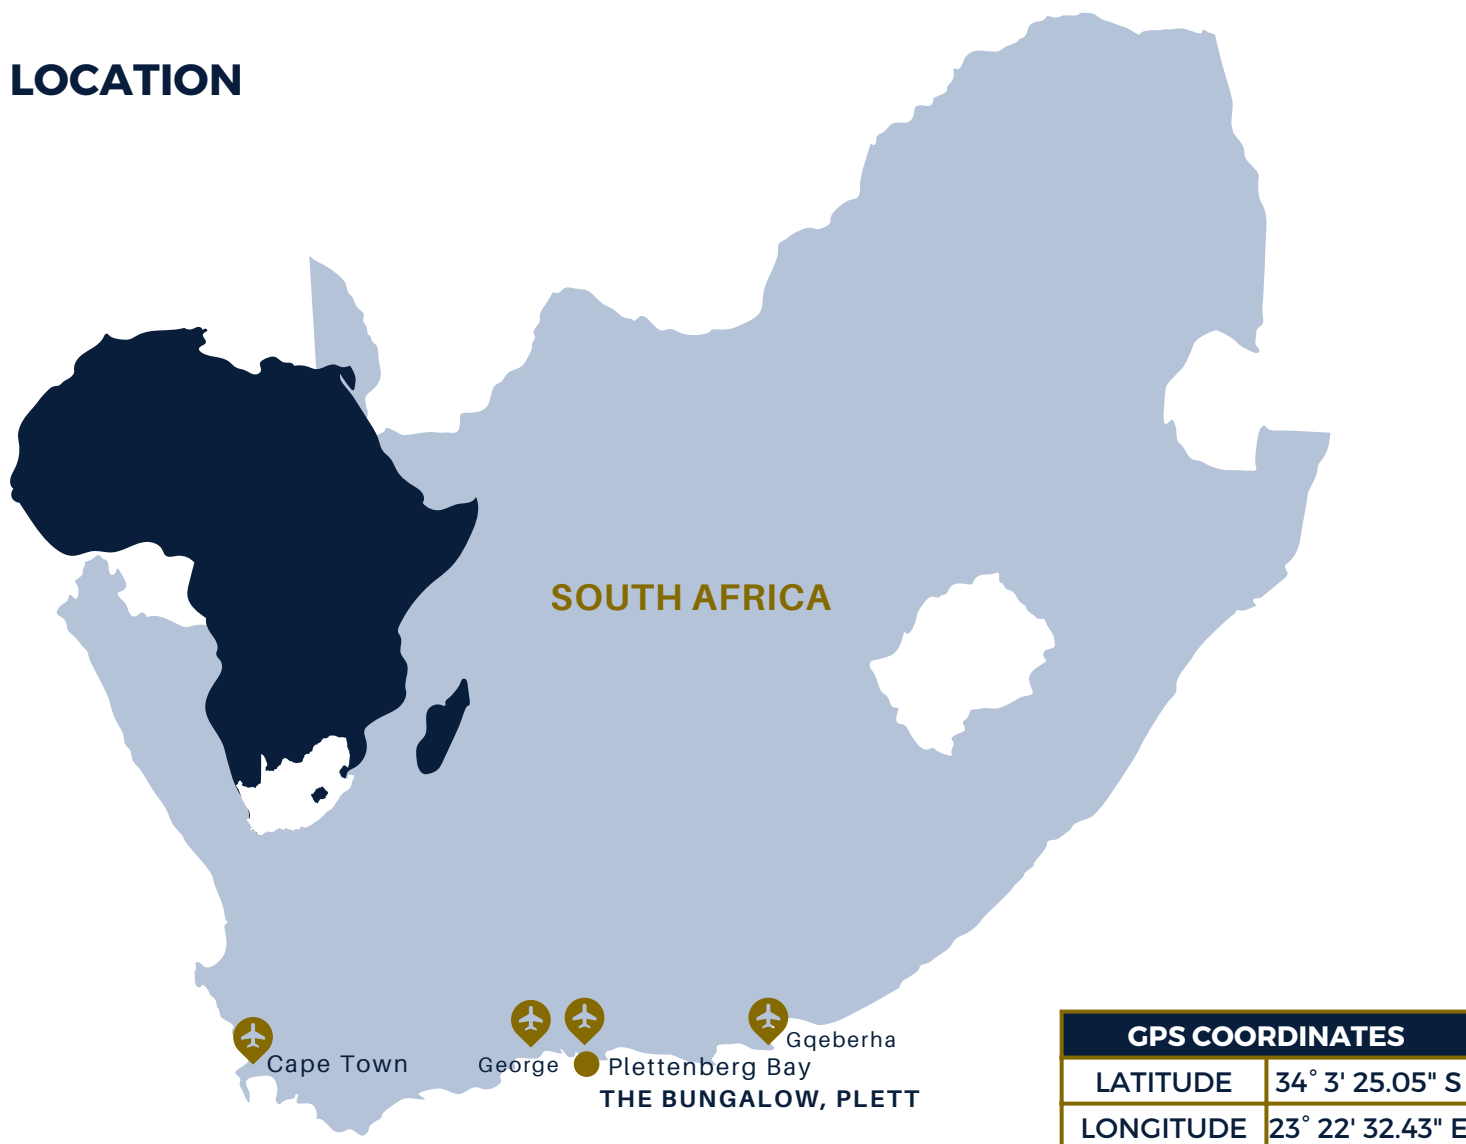 LOCATION
SOUTH AFRICA
Cape Town
George
Plettenberg Bay
THE BUNGALOW, PLETT
Gqeberha
GPS COORDINATES
LATITUDE 34° 3' 25.05" S
LONGITUDE 23° 22' 32.43" E